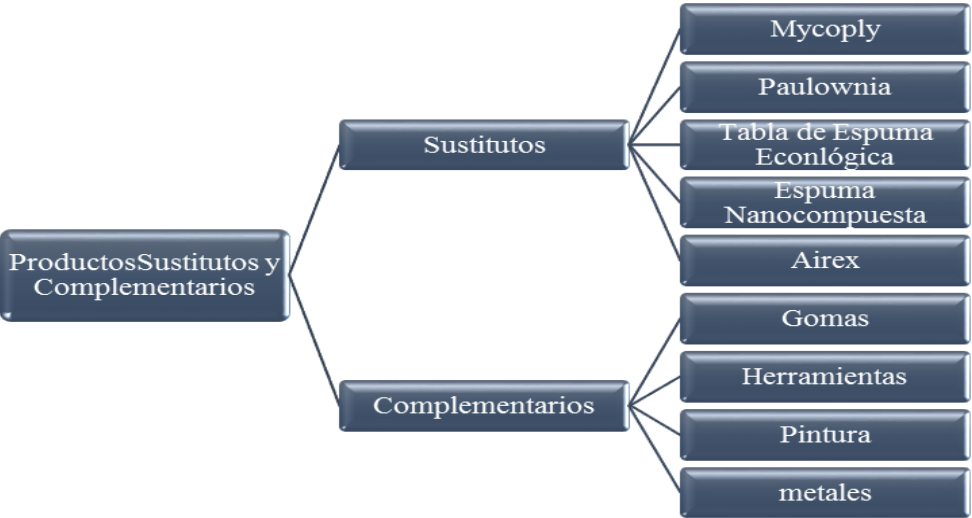 ProductosSustitutos y
Complementarios
Sustitutos
Mycoply
Paulownia
Tabla de Espuma
Econlógica
Espuma
Nanocompuesta
Airex
Complementarios
Gomas
Herramientas
Pintura
metales